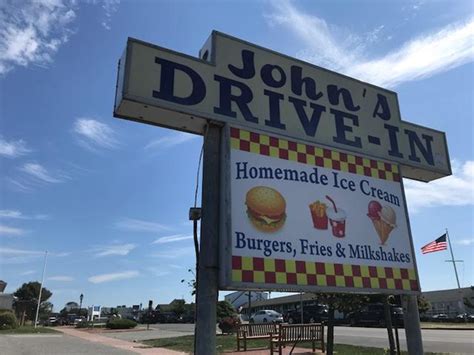 John's
DRIVE-IN
Homemade Ice Cream
Burgers, Fries & Milkshakes